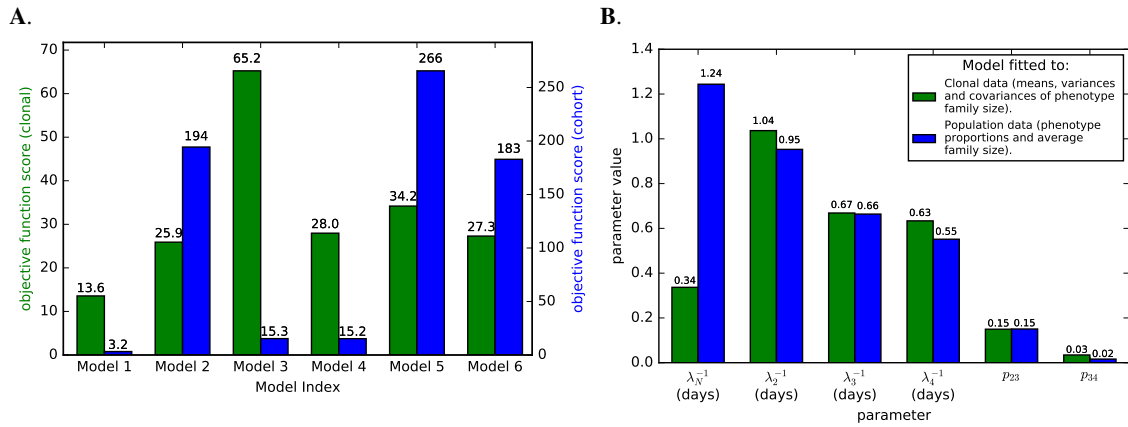 A.
70
60
50
40
30
20
10
0
objective function score (clonal)
13.6
3.2
25.9
194
65.2
15.3
28.0
15.2
34.2
266
27.3
183
250
200
150
100
50
0
objective function score (cohort)
Model 1 Model 2 Model 3 Model 4 Model 5 Model 6
Model Index
B.
1.4
1.2
1.0
0.8
0.6
0.4
0.2
0.0
parameter value
Model fitted to:
Clonal data (means, variances
and covariances of phenotype
family size).
Population data (phenotype
proportions and average
family size).
0.34
1.24
1.04
0.95
0.67
0.66
0.63
0.55
0.15
0.15
0.03
0.02
λ_N^{-1} λ_2^{-1} λ_3^{-1} λ_4^{-1} p_{23} p_{34}
(days) (days) (days) (days)
parameter